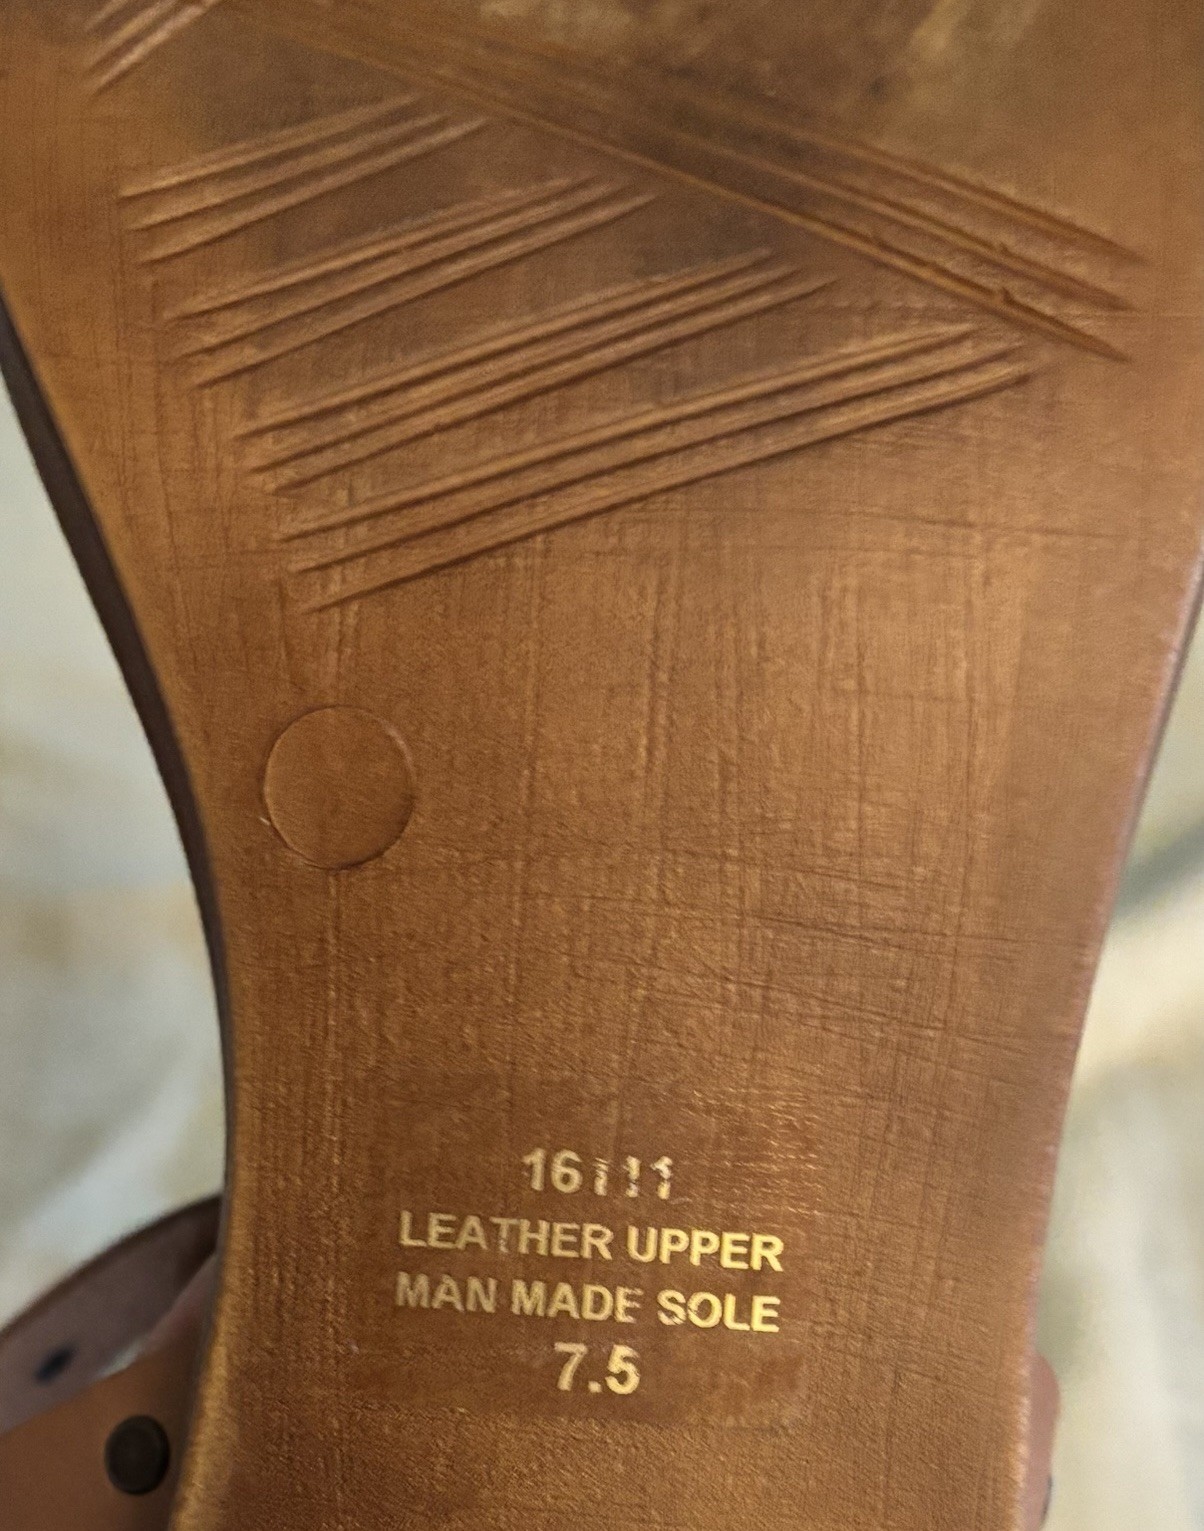 16111
LEATHER UPPER
MAN MADE SOLE
7.5